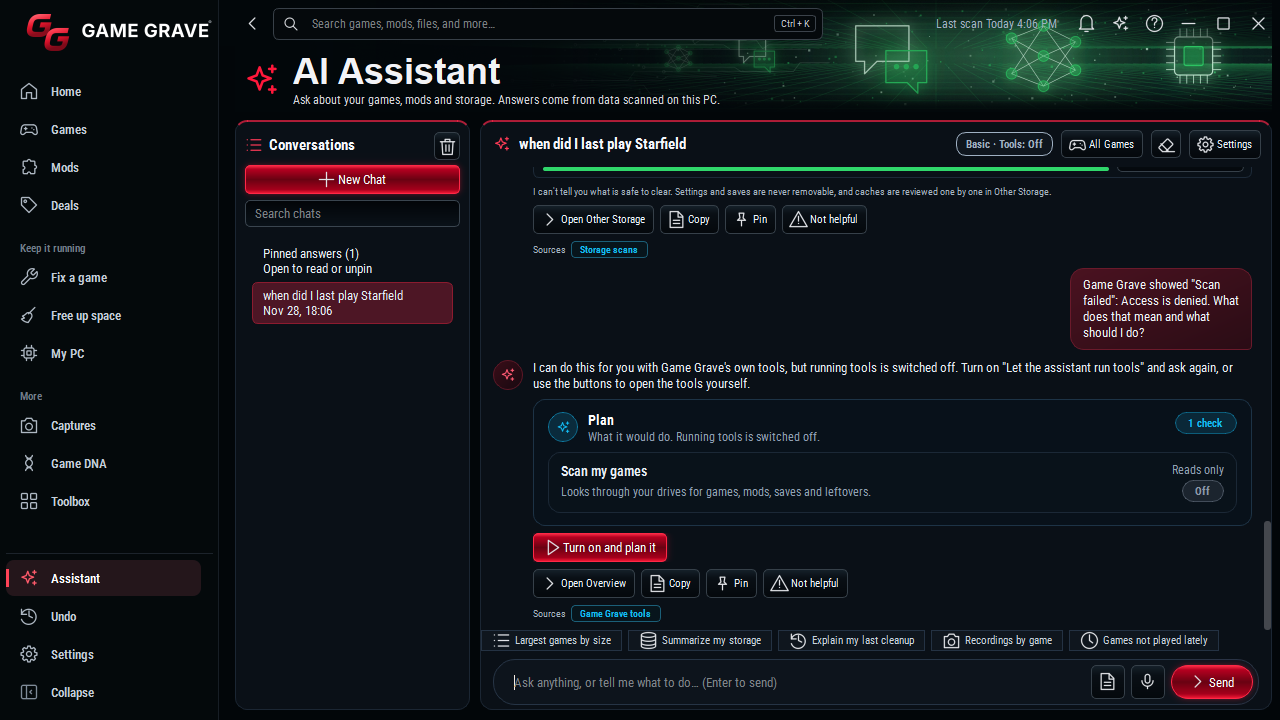 GAME GRAVE
Search games, mods, files, and more...
Ctrl + K
Last scan Today 4:06 PM
AI Assistant
Ask about your games, mods and storage. Answers come from data scanned on this PC.
Home
Games
Mods
Deals
Keep it running
Fix a game
Free up space
My PC
More
Captures
Game DNA
Toolbox
Assistant
Undo
Settings
Collapse
Conversations
New Chat
Search chats
Pinned answers (1)
Open to read or unpin
when did I last play Starfield
Nov 28, 18:06
when did I last play Starfield
Basic · Tools: Off
All Games
Settings
I can't tell you what is safe to clear. Settings and saves are never removable, and caches are reviewed one by one in Other Storage.
Open Other Storage
Copy
Pin
Not helpful
Sources
Storage scans
Game Grave showed "Scan
failed": Access is denied. What
does that mean and what
should I do?
I can do this for you with Game Grave's own tools, but running tools is switched off. Turn on "Let the assistant run tools" and ask again, or
use the buttons to open the tools yourself.
Plan
What it would do. Running tools is switched off.
1 check
Scan my games
Looks through your drives for games, mods, saves and leftovers.
Reads only
Off
Turn on and plan it
Open Overview
Copy
Pin
Not helpful
Sources
Game Grave tools
Largest games by size
Summarize my storage
Explain my last cleanup
Recordings by game
Games not played lately
Ask anything, or tell me what to do... (Enter to send)
Send